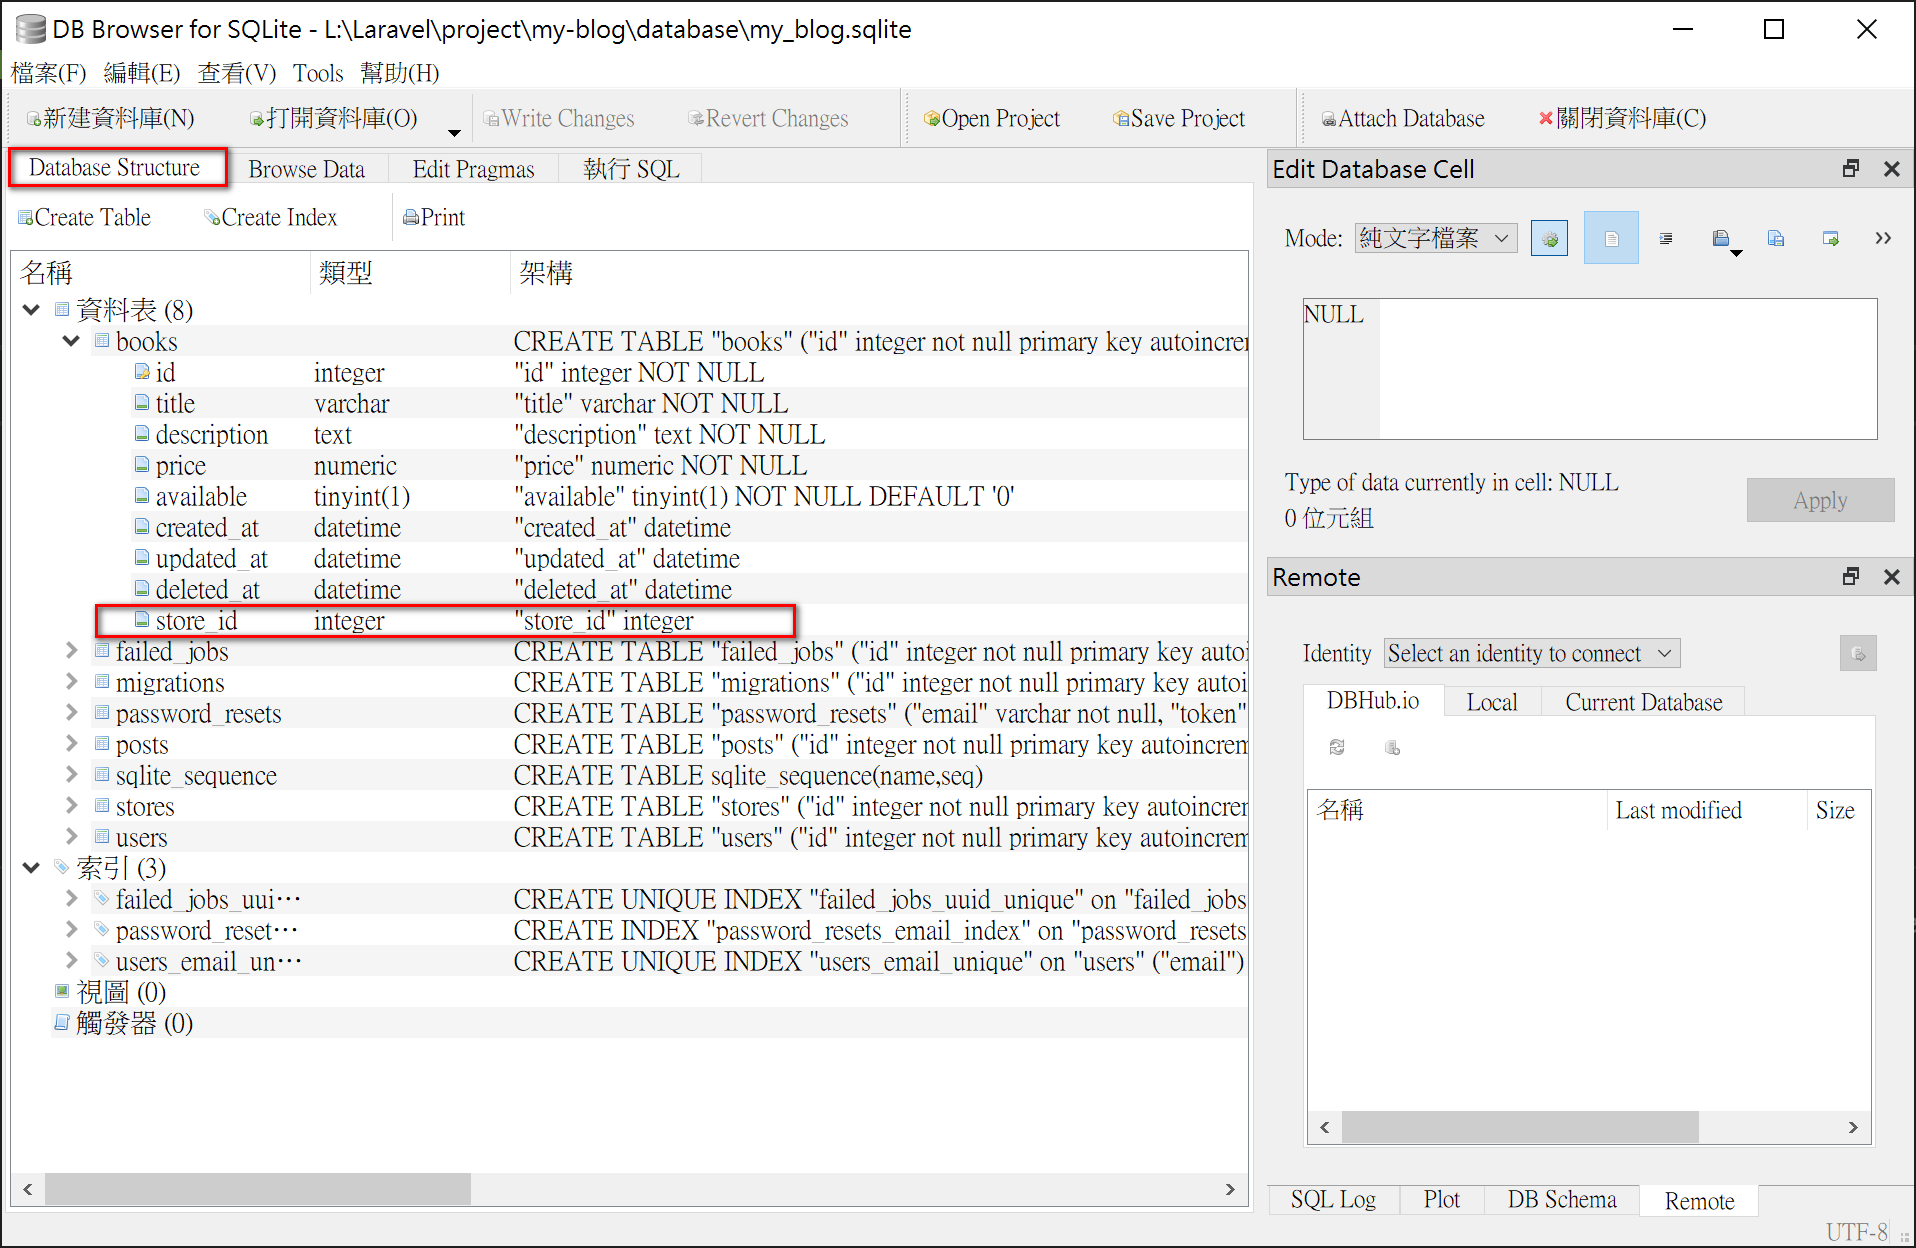 DB Browser for SQLite - L:\Laravel\project\my-blog\database\my_blog.sqlite
檔案(F) 編輯(E) 查看(V) Tools 幫助(H)
新建資料庫(N) 打開資料庫(O) Write Changes Revert Changes Open Project Save Project Attach Database 關閉資料庫(C)
Database Structure Browse Data Edit Pragmas 執行 SQL
Create Table Create Index Print
名稱 類型 架構
資料表 (8)
books CREATE TABLE "books" ("id" integer not null primary key autoincrer
id integer "id" integer NOT NULL
title varchar "title" varchar NOT NULL
description text "description" text NOT NULL
price numeric "price" numeric NOT NULL
available tinyint(1) "available" tinyint(1) NOT NULL DEFAULT '0'
created_at datetime "created_at" datetime
updated_at datetime "updated_at" datetime
deleted_at datetime "deleted_at" datetime
store_id integer "store_id" integer
failed_jobs CREATE TABLE "failed_jobs" ("id" integer not null primary key autoi
migrations CREATE TABLE "migrations" ("id" integer not null primary key autoi
password_resets CREATE TABLE "password_resets" ("email" varchar not null, "token"
posts CREATE TABLE "posts" ("id" integer not null primary key autoincrem
sqlite_sequence CREATE TABLE sqlite_sequence(name,seq)
stores CREATE TABLE "stores" ("id" integer not null primary key autoincrer
users CREATE TABLE "users" ("id" integer not null primary key autoincrem
索引 (3)
failed_jobs_uui… CREATE UNIQUE INDEX "failed_jobs_uuid_unique" on "failed_jobs
password_reset… CREATE INDEX "password_resets_email_index" on "password_resets
users_email_un… CREATE UNIQUE INDEX "users_email_unique" on "users" ("email")
視圖 (0)
觸發器 (0)
Edit Database Cell
Mode: 純文字檔案
NULL
Type of data currently in cell: NULL
0 位元組
Apply
Remote
Identity Select an identity to connect
DBHub.io Local Current Database
名稱 Last modified Size
SQL Log Plot DB Schema Remote
UTF-8